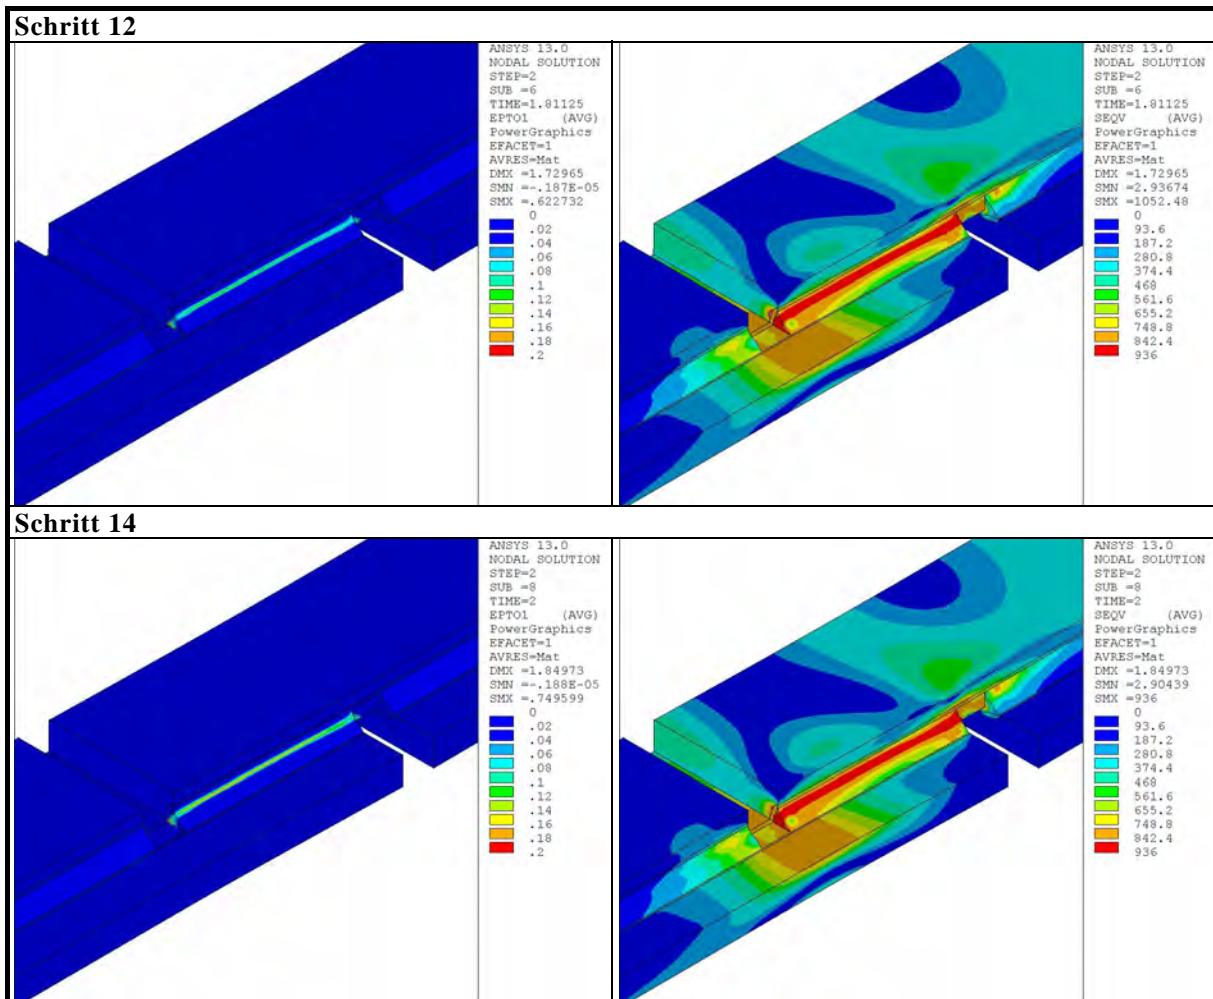 Schritt 12
ANSYS 13.0
NODAL SOLUTION
STEP=2
SUB =6
TIME=1.81125
EPTO1 (AVG)
PowerGraphics
EFACET=1
AVRES=Mat
DMX =1.72965
SMN =-.187E-05
SMX =.622732
0
.02
.04
.06
.08
.1
.12
.14
.16
.18
.2
ANSYS 13.0
NODAL SOLUTION
STEP=2
SUB =6
TIME=1.81125
SEQV (AVG)
PowerGraphics
EFACET=1
AVRES=Mat
DMX =1.72965
SMN =2.93674
SMX =1052.48
0
93.6
187.2
280.8
374.4
468
561.6
655.2
748.8
842.4
936
Schritt 14
ANSYS 13.0
NODAL SOLUTION
STEP=2
SUB =8
TIME=2
EPTO1 (AVG)
PowerGraphics
EFACET=1
AVRES=Mat
DMX =1.84973
SMN =-.188E-05
SMX =.749599
0
.02
.04
.06
.08
.1
.12
.14
.16
.18
.2
ANSYS 13.0
NODAL SOLUTION
STEP=2
SUB =8
TIME=2
SEQV (AVG)
PowerGraphics
EFACET=1
AVRES=Mat
DMX =1.84973
SMN =2.90439
SMX =936
0
93.6
187.2
280.8
374.4
468
561.6
655.2
748.8
842.4
936